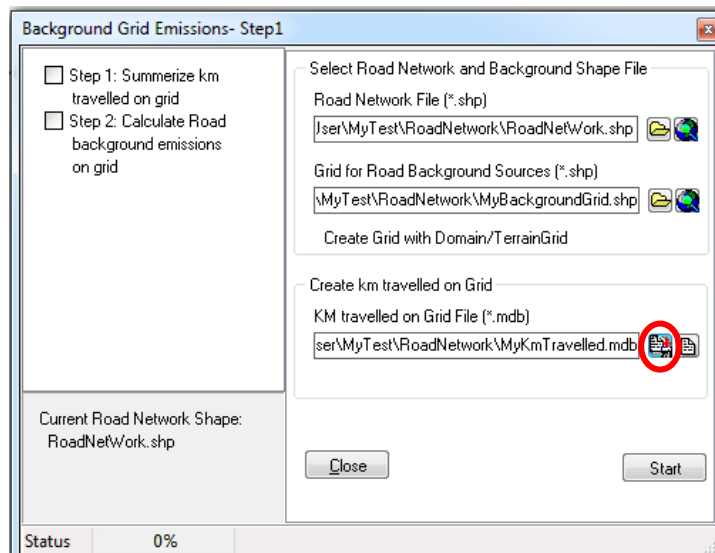 Background Grid Emissions- Step1
Step 1: Summerize km
travelled on grid
Step 2: Calculate Road
background emissions
on grid
Select Road Network and Background Shape File
Road Network File (*.shp)
Jser\MyTest\RoadNetwork\RoadNetWork.shp
Grid for Road Background Sources (*.shp)
\MyTest\RoadNetwork\MyBackgroundGrid.shp
Create Grid with Domain/TerrainGrid
Create km travelled on Grid
KM travelled on Grid File (*.mdb)
ser\MyTest\RoadNetwork\MyKmTravelled.mdb
Current Road Network Shape:
RoadNetWork.shp
Close
Start
Status
0%